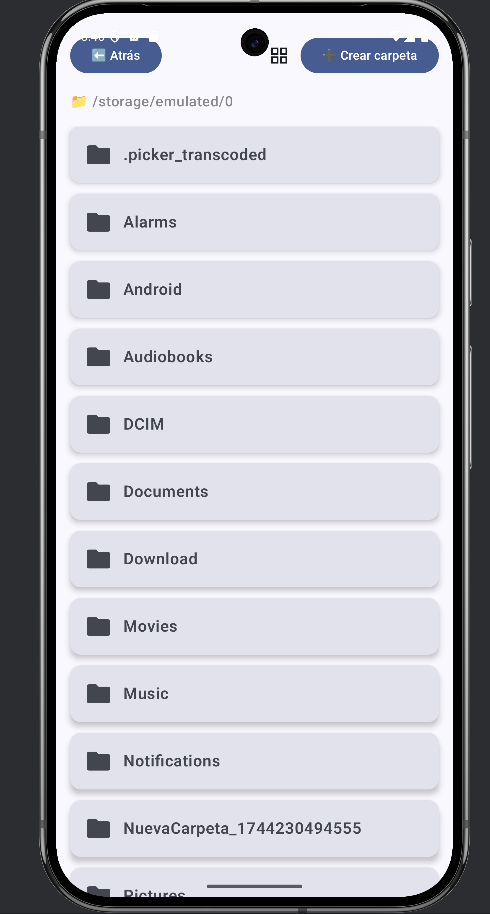 Atrás
Crear carpeta
/storage/emulated/0
.picker_transcoded
Alarms
Android
Audiobooks
DCIM
Documents
Download
Movies
Music
Notifications
NuevaCarpeta_1744230494555
Pictures